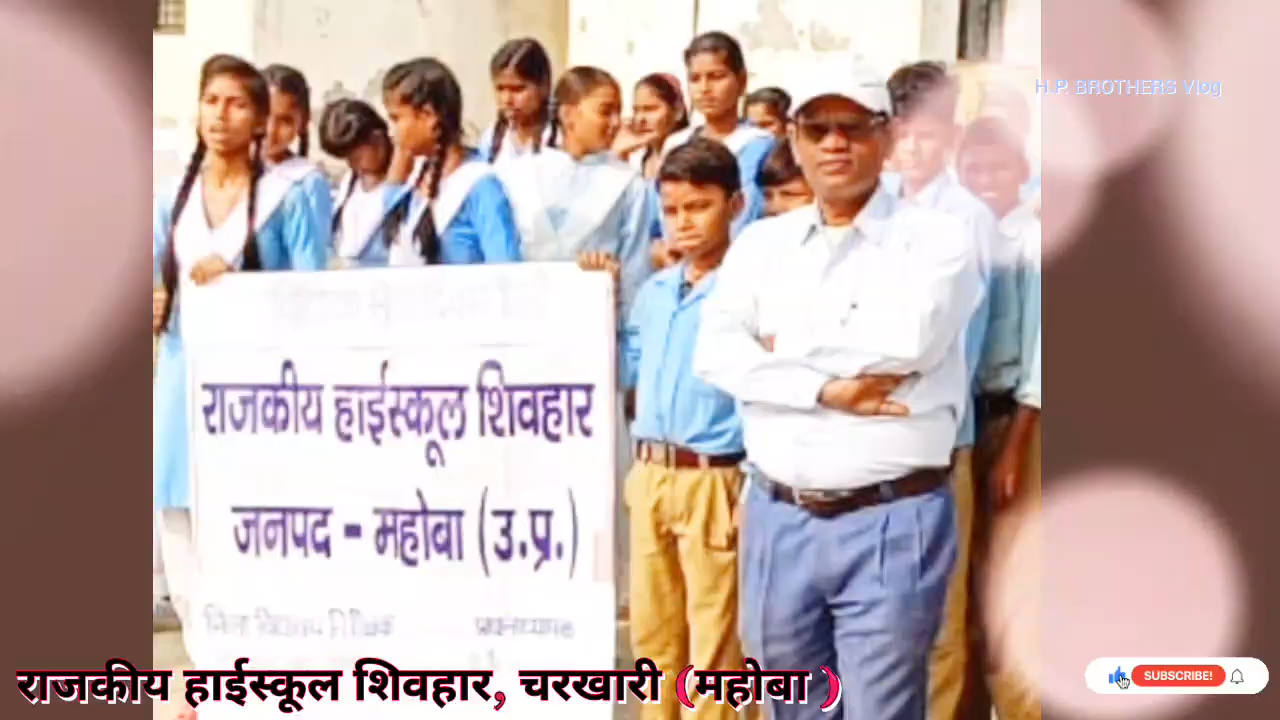 H.P. BROTHERS Vlog
राजकीय हाईस्कूल शिवहार
जनपद - महोबा (उ.प्र.)
राजकीय हाईस्कूल शिवहार, चरखारी (महोबा )
SUBSCRIBE!